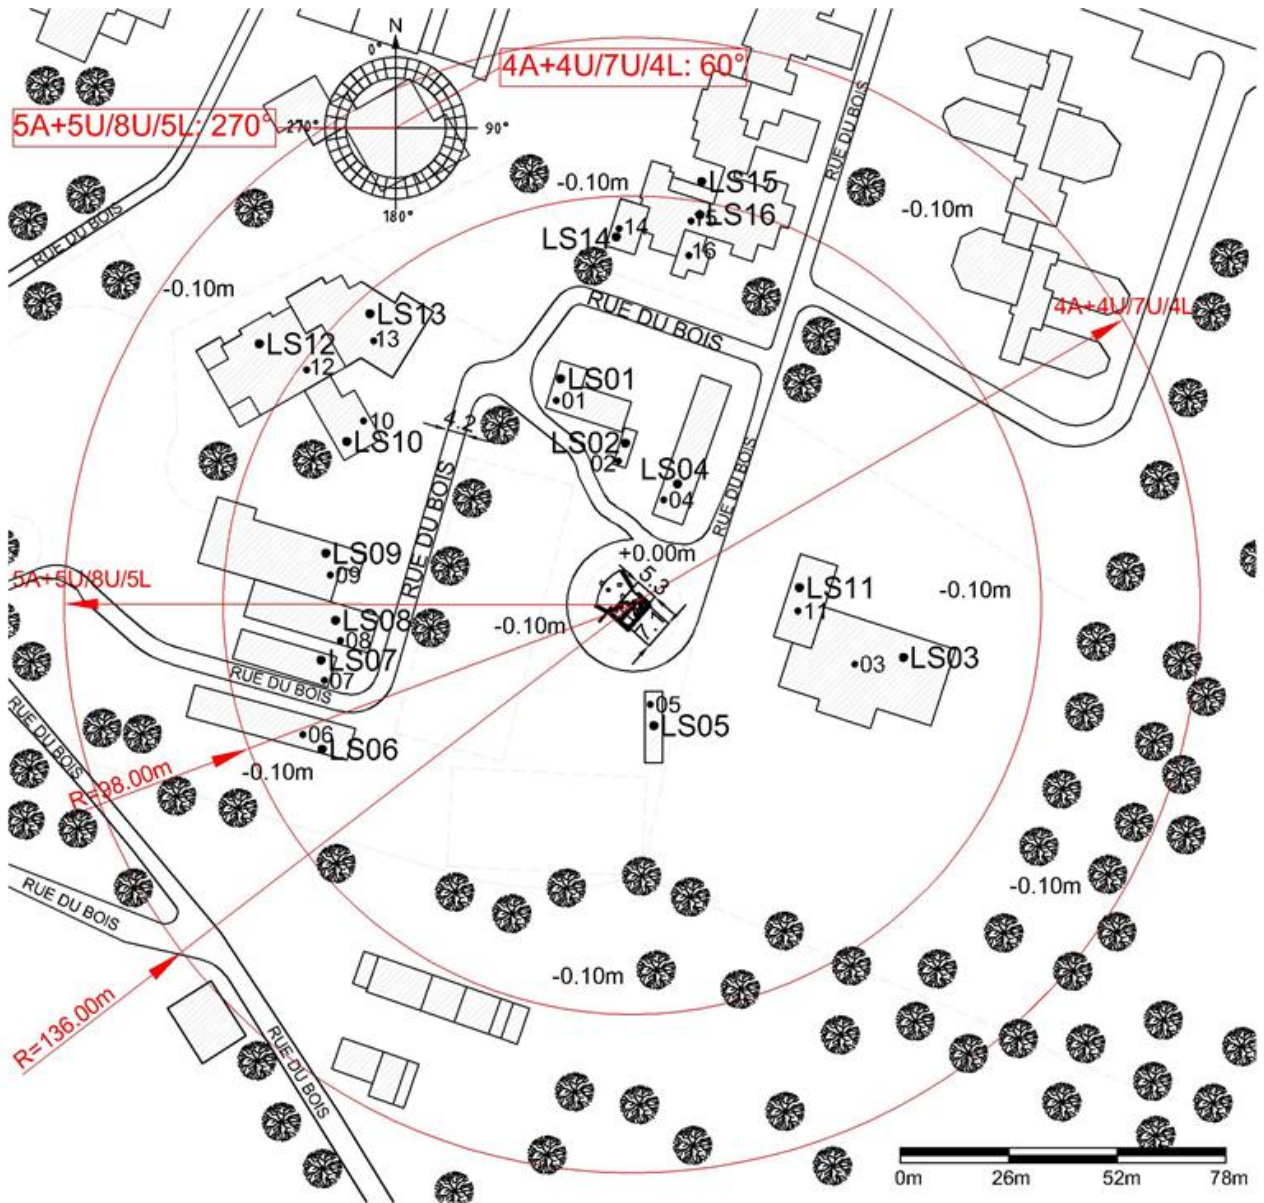 N
0°
4A+4U/7U/4L: 60°
5A+5U/8U/5L: 270°
270°
90°
180°
RUE DU BOIS
RUE DU BOIS
-0.10m
LS15
15
LS16
-0.10m
14
LS14
16
-0.10m
RUE DU BOIS
4A+4U/7U/4L
LS13
13
LS12
12
LS01
01
10
LS10
4.2
LS02
02
LS04
04
RUE DU BOIS
RUE DU BOIS
LS09
09
+0.00m
5.3
5A+5U/8U/5L
LS11
11
-0.10m
LS08
08
-0.10m
7.1
LS07
07
RUE DU BOIS
03
LS03
05
LS05
RUE DU BOIS
06
LS06
-0.10m
R=98.00m
RUE DU BOIS
-0.10m
-0.10m
R=136.00m
RUE DU BOIS
0m
26m
52m
78m